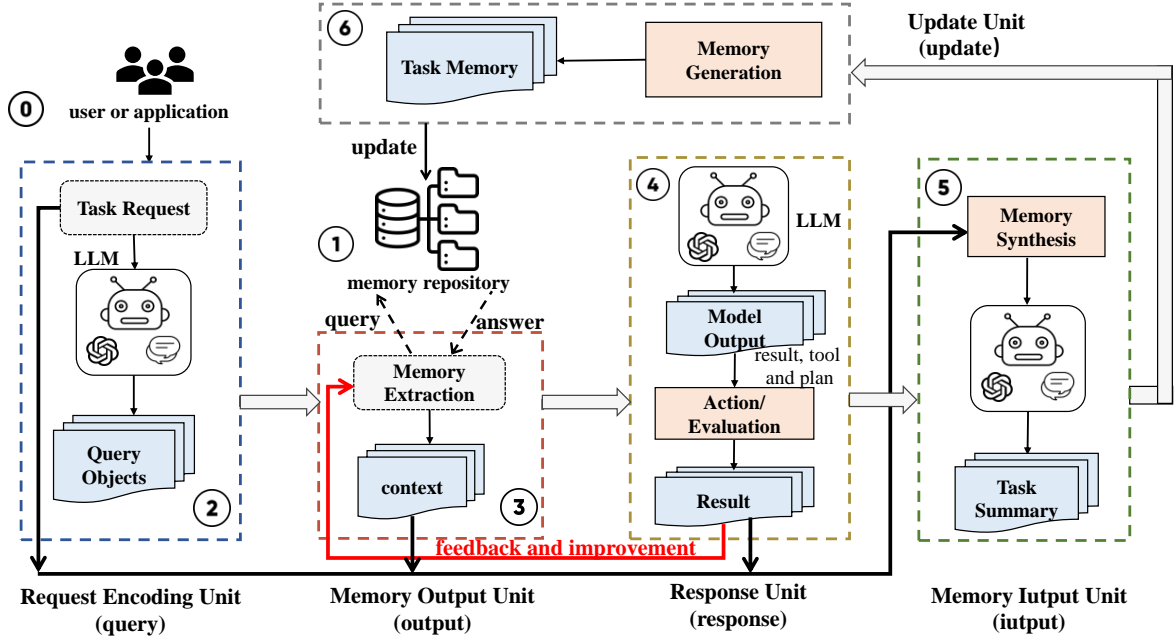 0
user or application
Task Request
LLM
Query
Objects
2
Request Encoding Unit
(query)
6
Task Memory
Memory
Generation
Update Unit
(update)
update
1
memory repository
query
answer
Memory
Extraction
context
3
feedback and improvement
Memory Output Unit
(output)
4
LLM
Model
Output
result, tool
and plan
Action/
Evaluation
Result
Response Unit
(response)
5
Memory
Synthesis
Task
Summary
Memory Iutput Unit
(iutput)